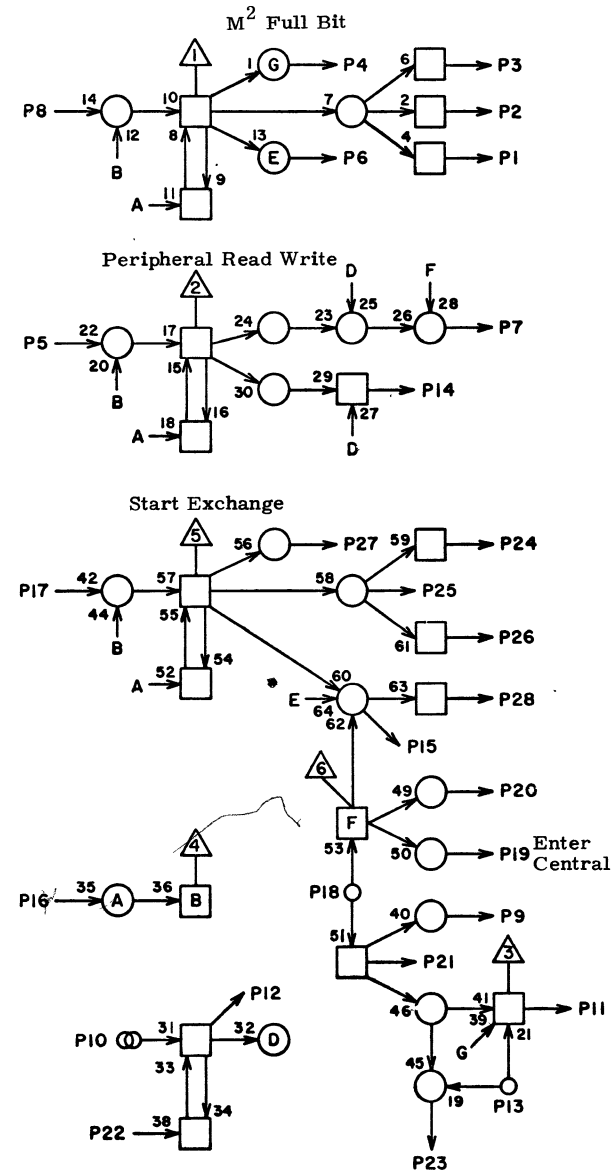 M² Full Bit
1
1 G P4 6 P3
P8 14 10 7 2 P2
12 8 13 E P6 4 P1
B 9
A 11
Peripheral Read Write
2 D F
P5 22 17 24 23 25 26 28 P7
20 15 30 29 P14
B 16 27
A 18 D
Start Exchange
5 56 P27 59 P24
P17 42 57 58 P25
44 55 61 P26
B 54
A 52 60 63 P28
E 64
62 P15
6
49 P20
F
53 50 P19 Enter
Central
4
P16 35 A 36 B
P18
40 P9
51 P21 3
46 41 P11
39 21
G
45 19 P13
P23
P12
P10 31 32 D
33
34
P22 38